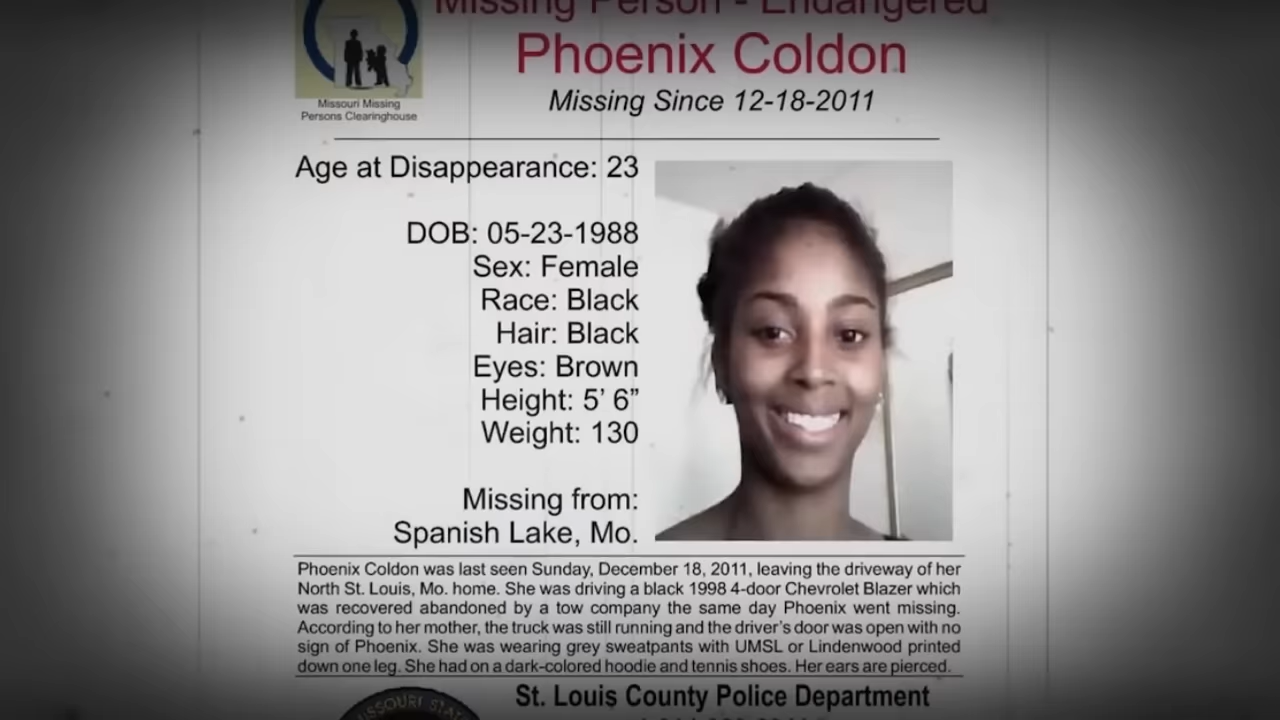 Missing Person - Endangered
Phoenix Coldon
Missing Since 12-18-2011
Missouri Missing
Persons Clearinghouse
Age at Disappearance: 23
DOB: 05-23-1988
Sex: Female
Race: Black
Hair: Black
Eyes: Brown
Height: 5’ 6”
Weight: 130
Missing from:
Spanish Lake, Mo.
Phoenix Coldon was last seen Sunday, December 18, 2011, leaving the driveway of her
North St. Louis, Mo. home. She was driving a black 1998 4-door Chevrolet Blazer which
was recovered abandoned by a tow company the same day Phoenix went missing.
According to her mother, the truck was still running and the driver’s door was open with no
sign of Phoenix. She was wearing grey sweatpants with UMSL or Lindenwood printed
down one leg. She had on a dark-colored hoodie and tennis shoes. Her ears are pierced.
St. Louis County Police Department